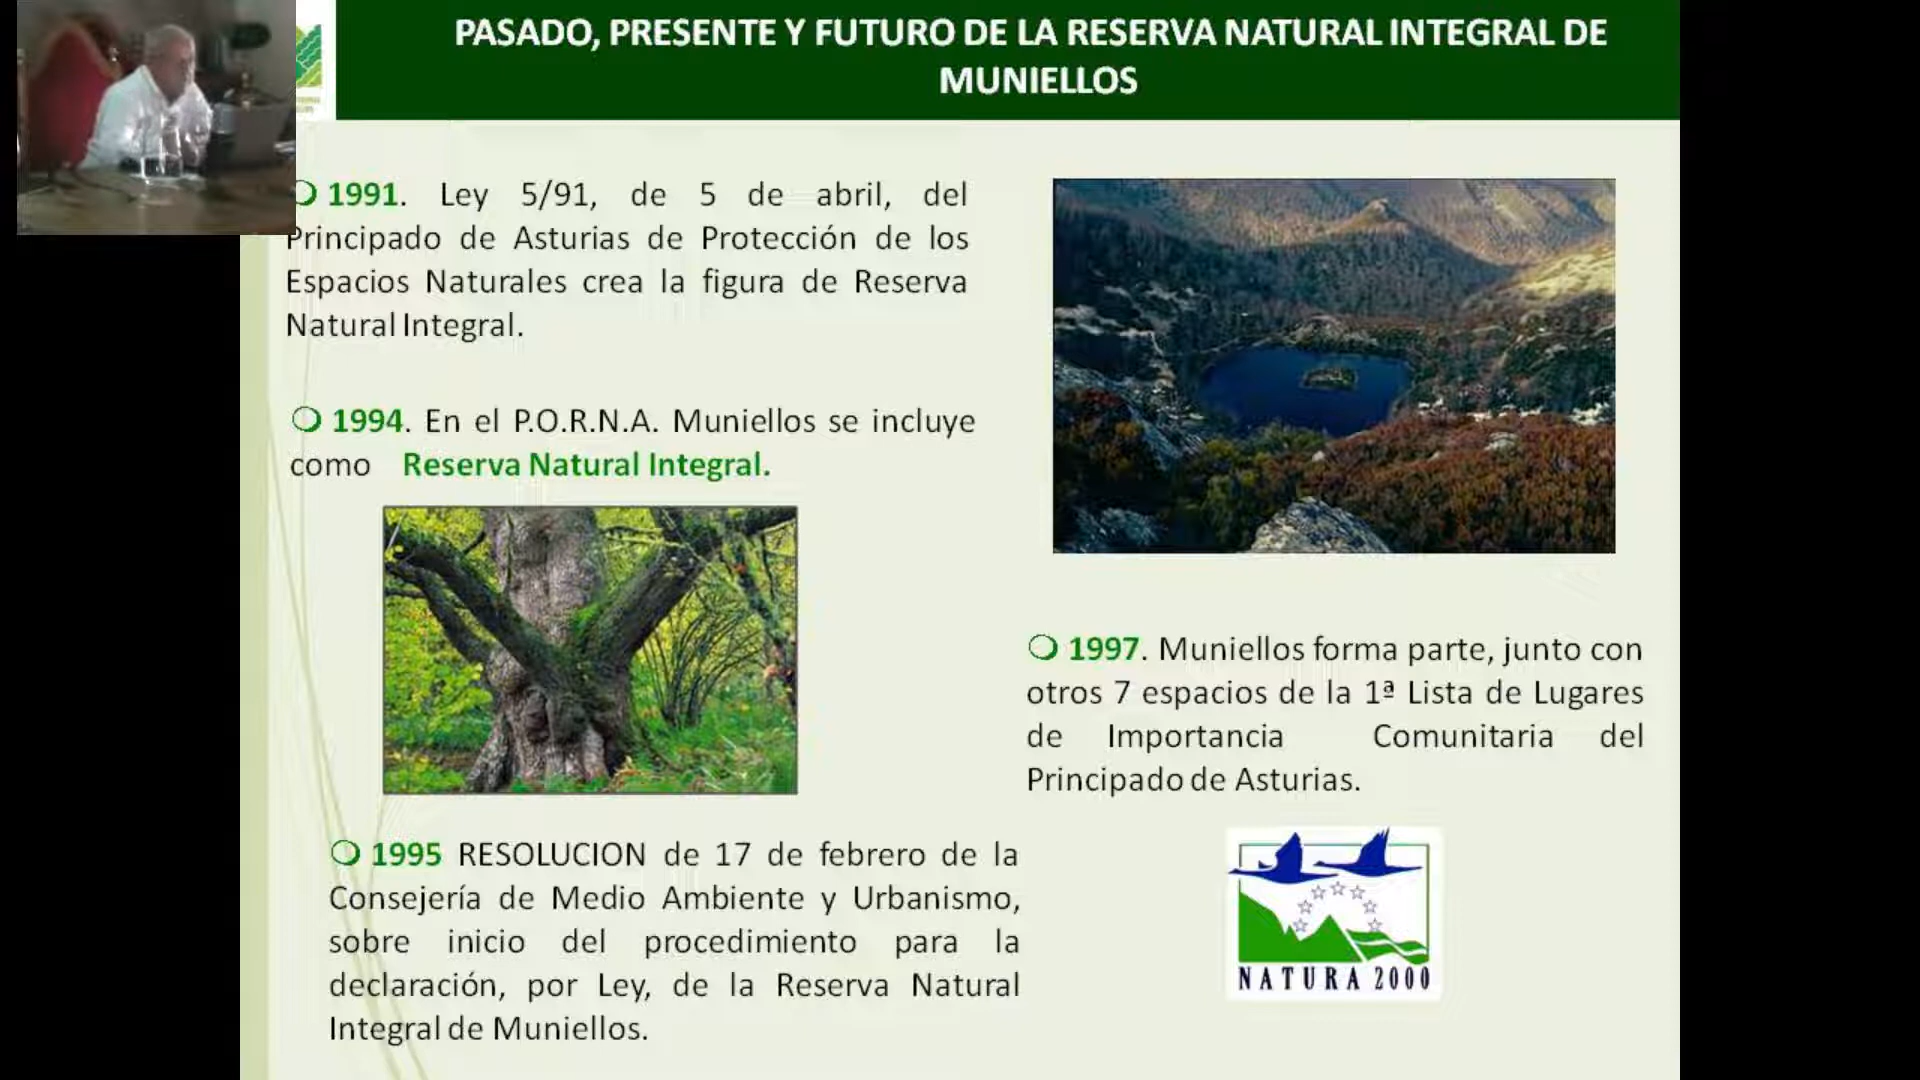 PASADO, PRESENTE Y FUTURO DE LA RESERVA NATURAL INTEGRAL DE
MUNIELLOS
1991. Ley 5/91, de 5 de abril, del
Principado de Asturias de Protección de los
Espacios Naturales crea la figura de Reserva
Natural Integral.
1994. En el P.O.R.N.A. Muniellos se incluye
como Reserva Natural Integral.
1995 RESOLUCION de 17 de febrero de la
Consejería de Medio Ambiente y Urbanismo,
sobre inicio del procedimiento para la
declaración, por Ley, de la Reserva Natural
Integral de Muniellos.
1997. Muniellos forma parte, junto con
otros 7 espacios de la 1ª Lista de Lugares
de Importancia Comunitaria del
Principado de Asturias.
NATURA 2000